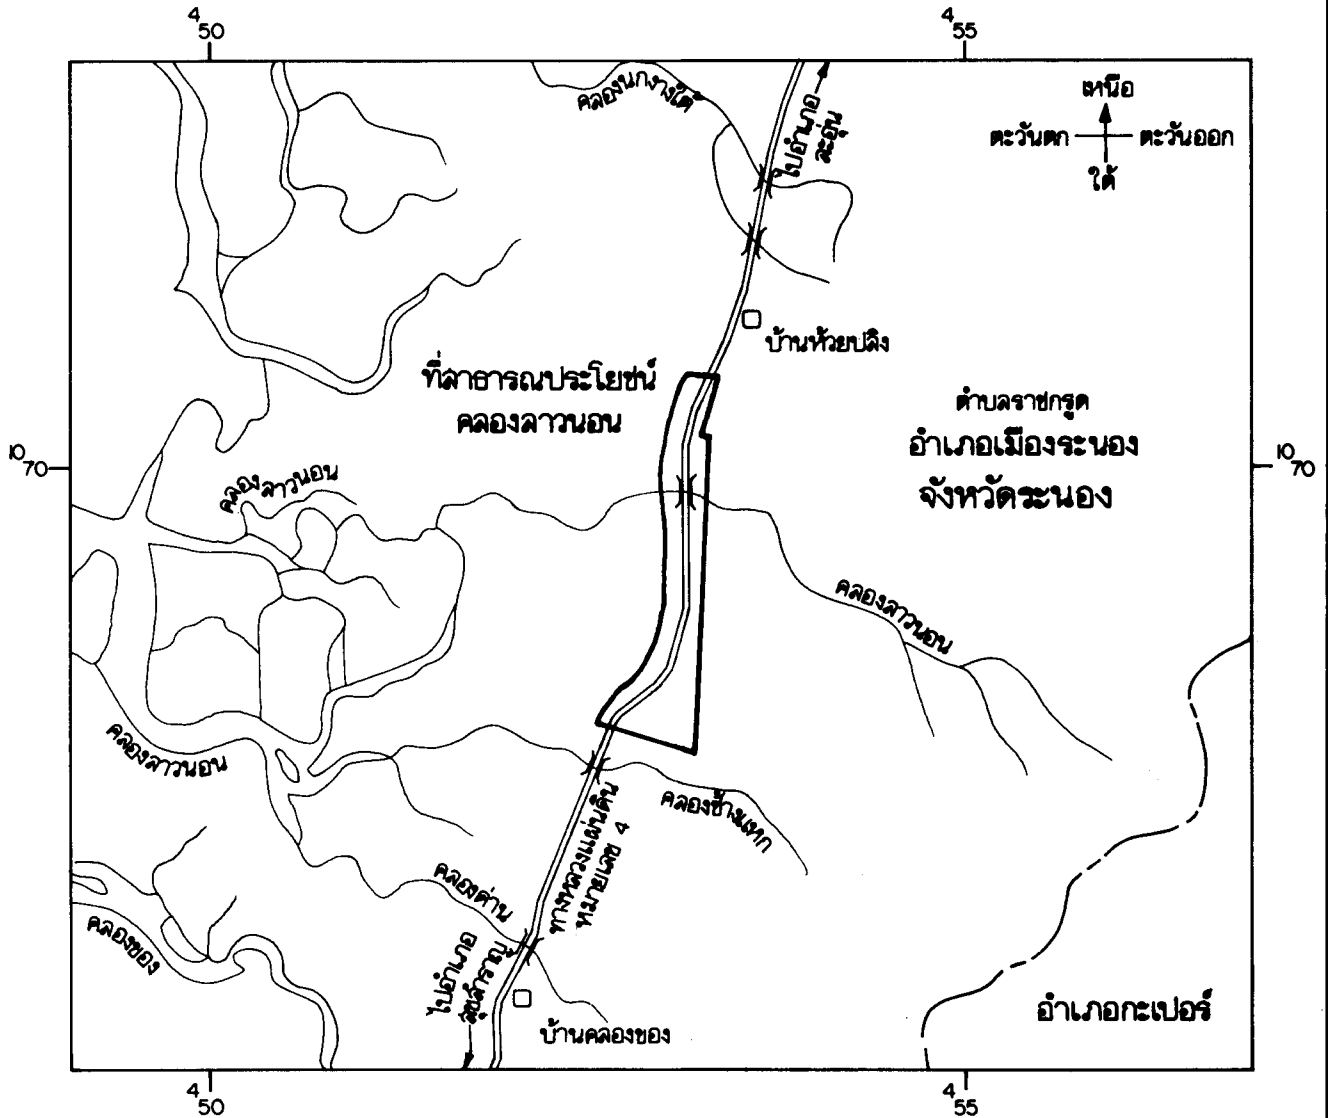 4 50
4 55
คลองนกงางใต้
ไปอำเภอ
ละอุ่น
เหนือ
ตะวันตก
ตะวันออก
ใต้
บ้านห้วยปลิง
ที่สาธารณประโยชน์
คลองลาวนอน
ตำบลราชกรูด
อำเภอเมืองระนอง
จังหวัดระนอง
10 70
10 70
คลองลาวนอน
คลองลาวนอน
คลองลาวนอน
คลองช้างแหก
ทางหลวงแผ่นดิน
หมายเลข 4
คลองด่าน
คลองของ
ไปอำเภอ
สุขสำราญ
บ้านคลองของ
อำเภอกะเปอร์
4 50
4 55